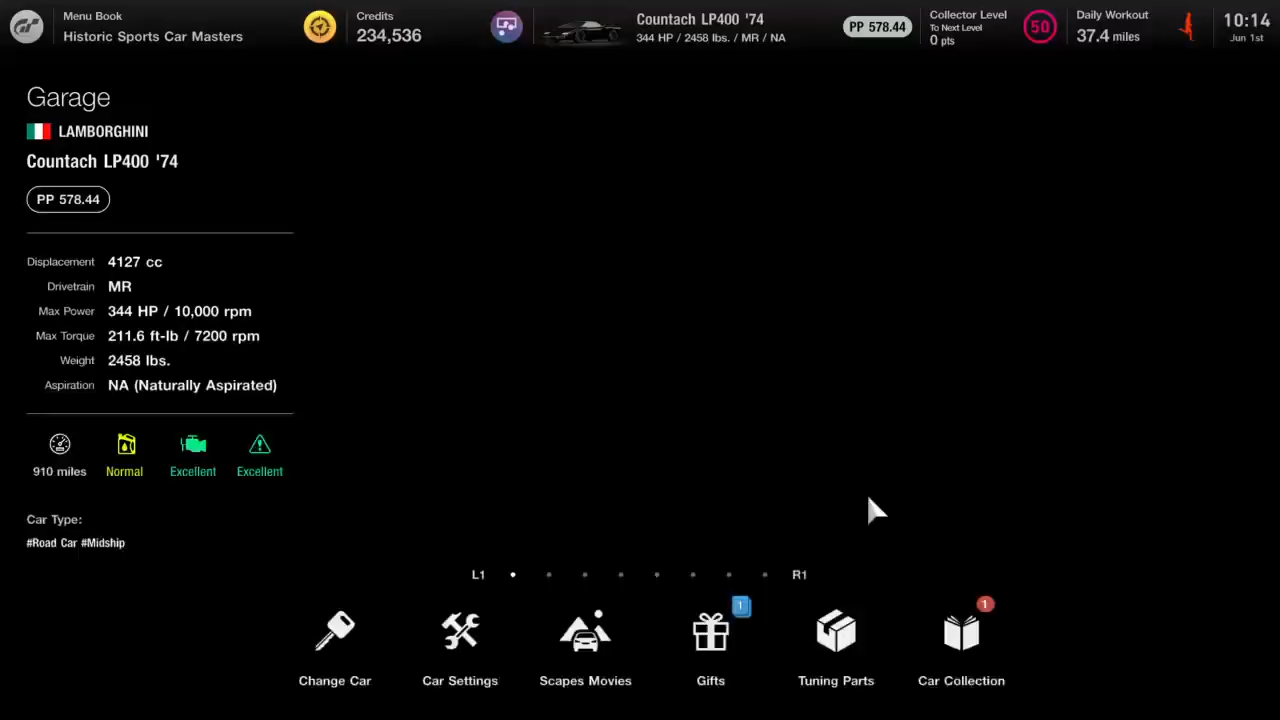 Menu Book
Historic Sports Car Masters
Credits
234,536
Countach LP400 '74
344 HP / 2458 lbs. / MR / NA
PP 578.44
Collector Level
To Next Level
0 pts
50
Daily Workout
37.4 miles
10:14
Jun 1st
Garage
LAMBORGHINI
Countach LP400 '74
PP 578.44
Displacement 4127 cc
Drivetrain MR
Max Power 344 HP / 10,000 rpm
Max Torque 211.6 ft-lb / 7200 rpm
Weight 2458 lbs.
Aspiration NA (Naturally Aspirated)
910 miles Normal Excellent Excellent
Car Type:
#Road Car #Midship
L1 R1
1 1
Change Car Car Settings Scapes Movies Gifts Tuning Parts Car Collection